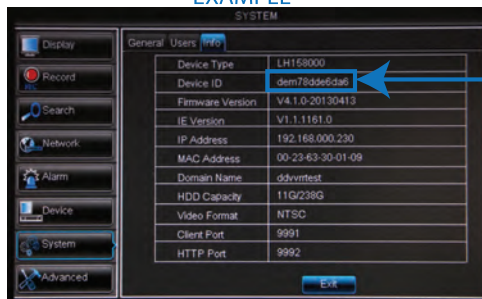 EXAMPLE
SYSTEM
Display
Record
Search
Network
Alarm
Device
System
Advanced
General Users Info
Device Type LH158000
Device ID dem78dde6da6
Firmware Version V4.1.0-20130413
IE Version V1.1.1161.0
IP Address 192.168.000.230
MAC Address 00-23-63-30-01-09
Domain Name ddvvrrtest
HDD Capacity 11G/238G
Video Format NTSC
Client Port 9991
HTTP Port 9992
Exit